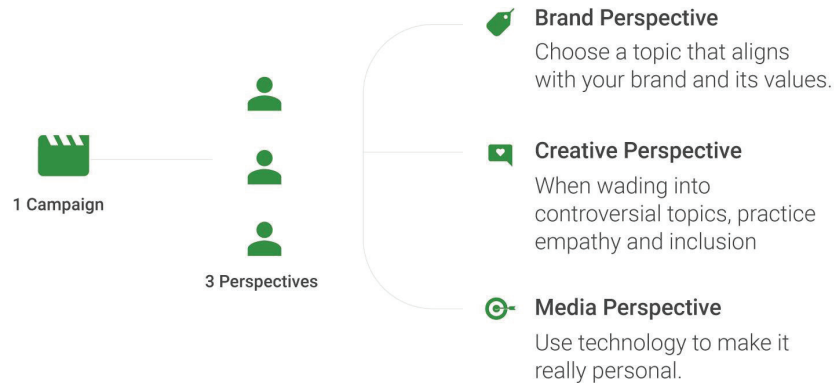 1 Campaign
3 Perspectives
Brand Perspective
Choose a topic that aligns
with your brand and its values.
Creative Perspective
When wading into
controversial topics, practice
empathy and inclusion
Media Perspective
Use technology to make it
really personal.